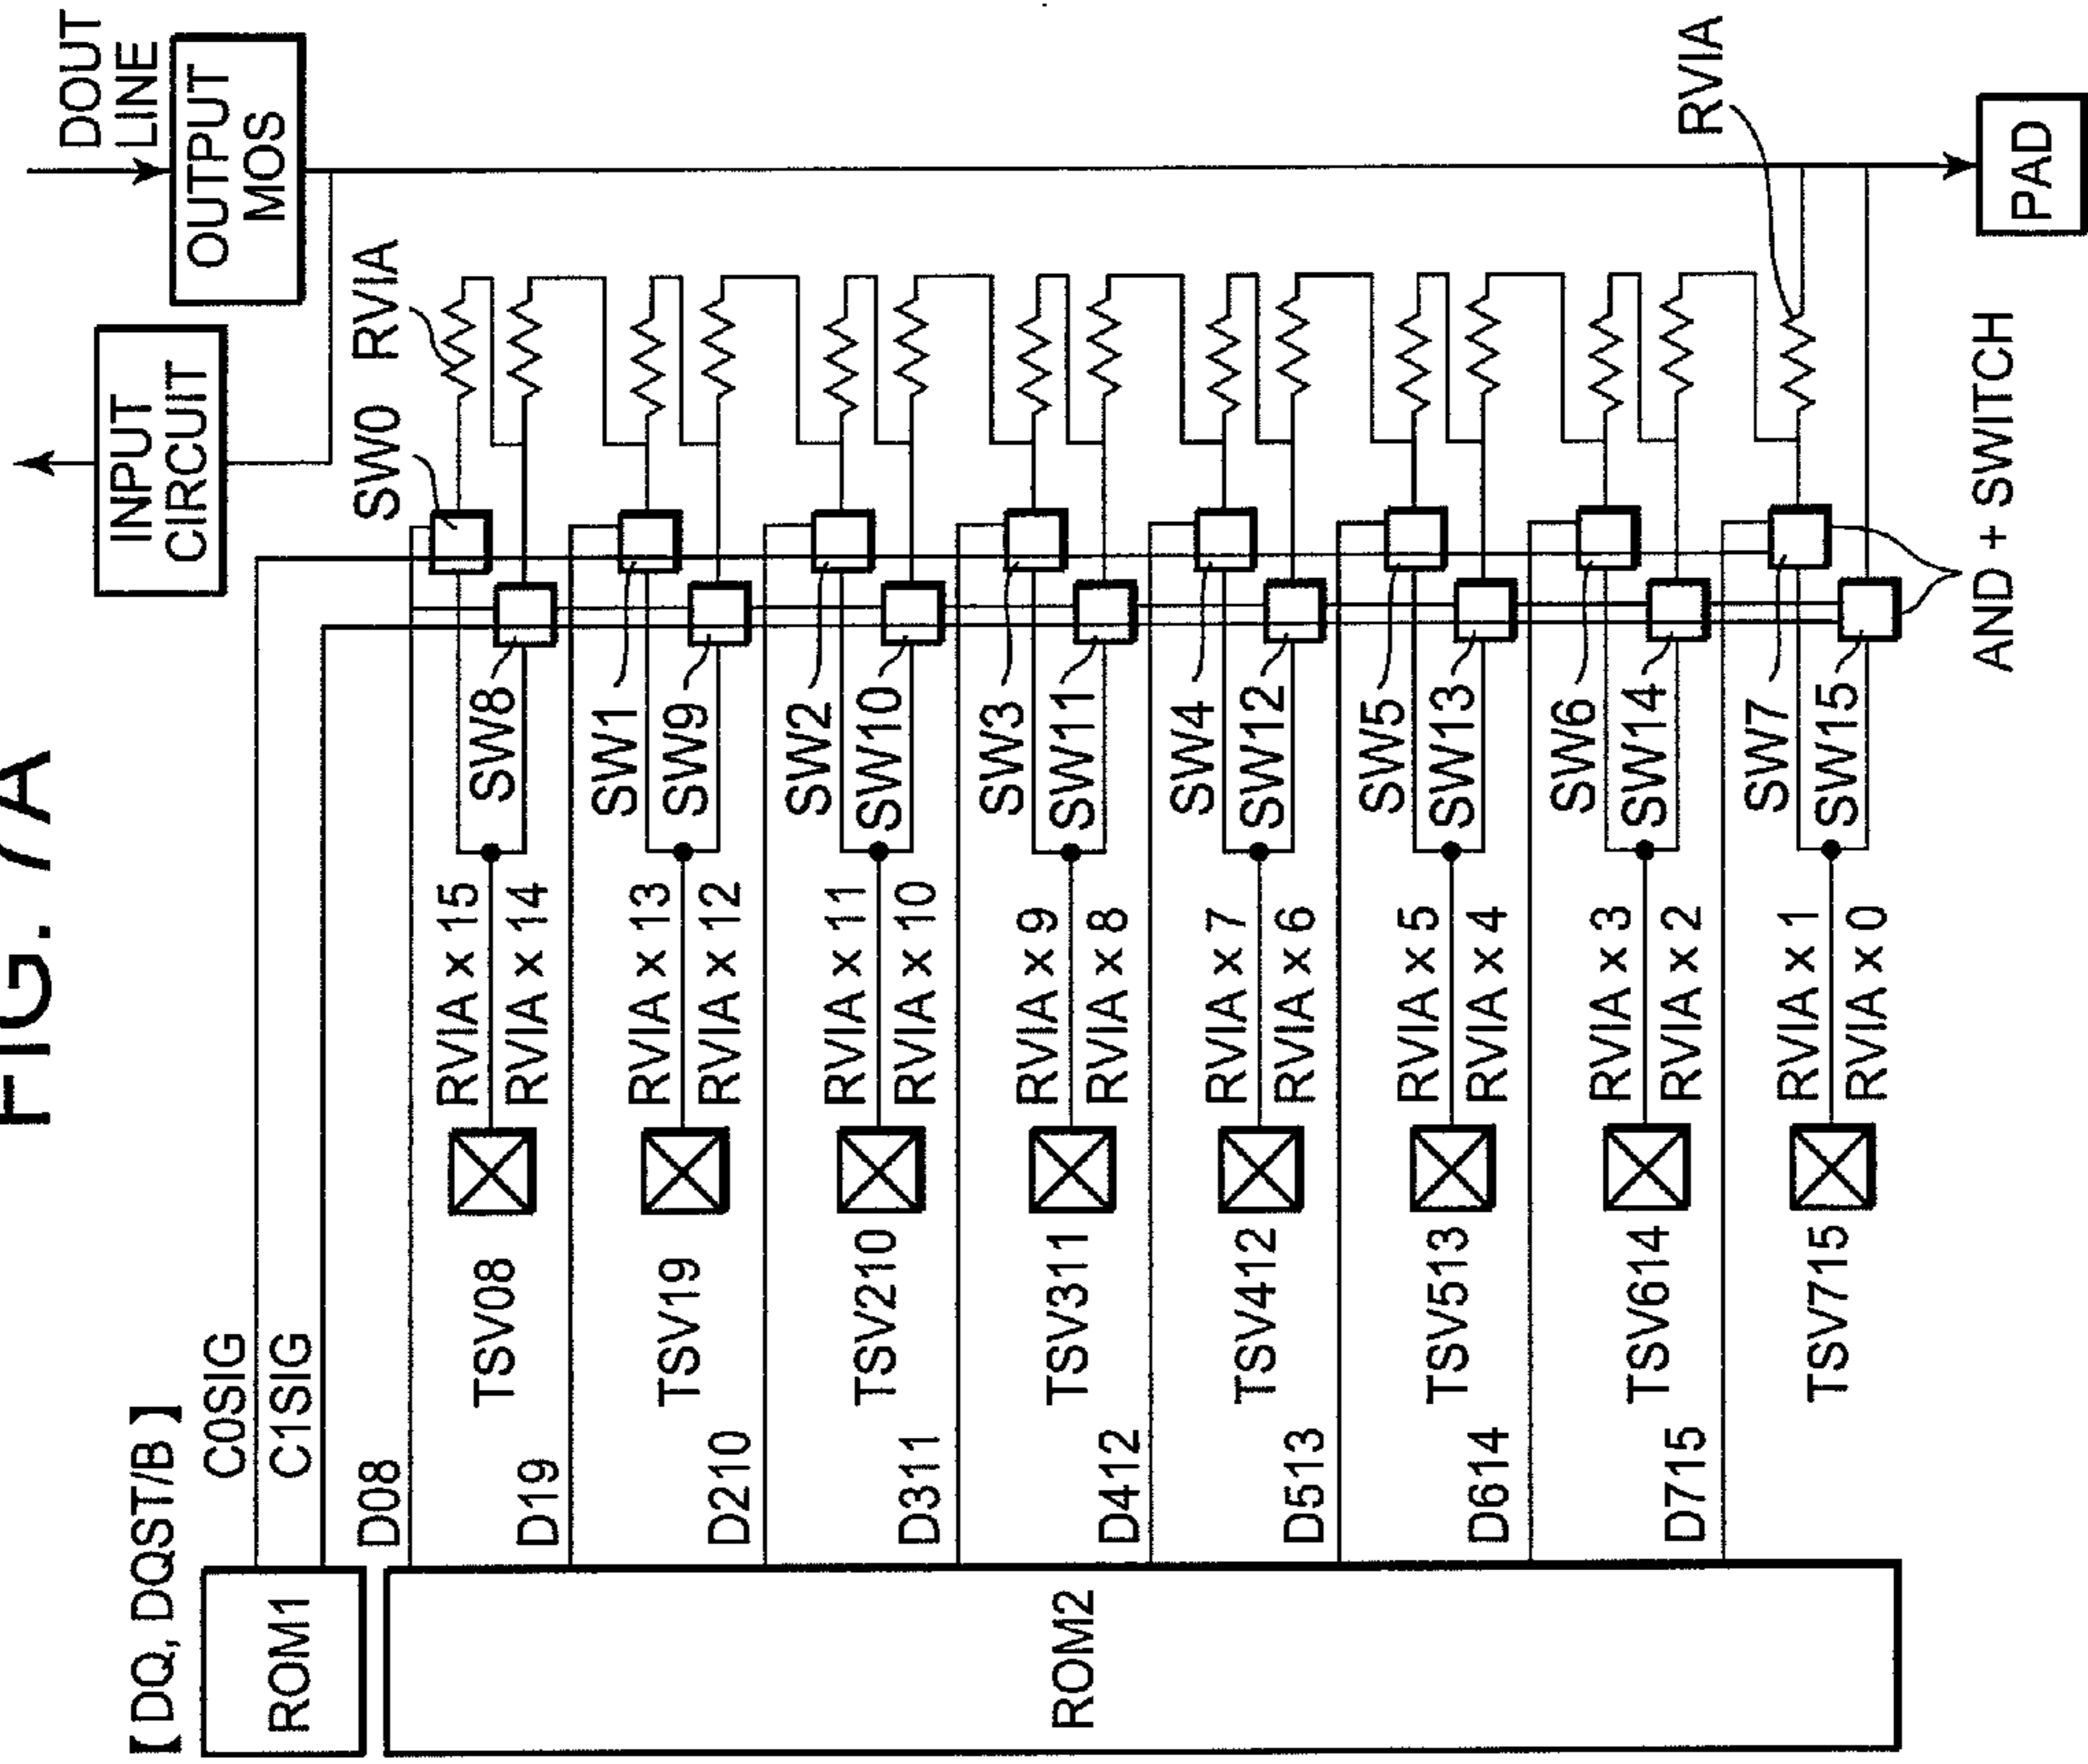 FIG. 7A
[DQ, DQST/B]
ROM1
C0SIG
C1SIG
INPUT
CIRCUIT
DOUT
LINE
OUTPUT
MOS
D08
SW0
RVIA
TSV08
RVIA x 15
RVIA x 14
SW8
D19
TSV19
RVIA x 13
RVIA x 12
SW1
SW9
D210
TSV210
RVIA x 11
RVIA x 10
SW2
SW10
D311
TSV311
RVIA x 9
RVIA x 8
SW3
SW11
ROM2
D412
TSV412
RVIA x 7
RVIA x 6
SW4
SW12
D513
TSV513
RVIA x 5
RVIA x 4
SW5
SW13
D614
TSV614
RVIA x 3
RVIA x 2
SW6
SW14
D715
TSV715
RVIA x 1
RVIA x 0
SW7
SW15
RVIA
AND + SWITCH
PAD